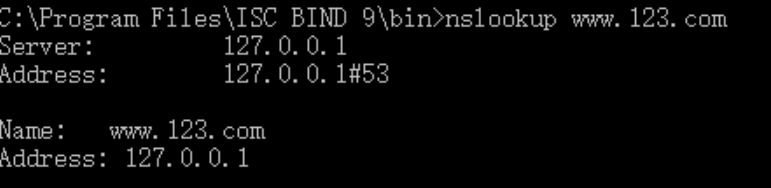 C:\Program Files\ISC BIND 9\bin>nslookup www.123.com
Server: 127.0.0.1
Address: 127.0.0.1#53
Name: www.123.com
Address: 127.0.0.1